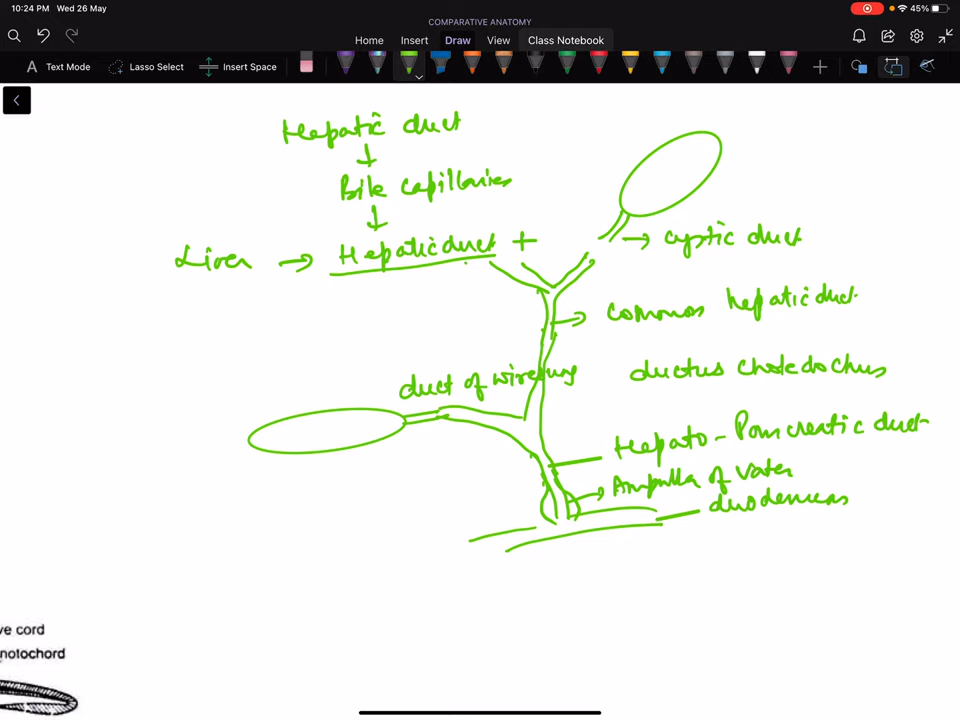 10:24 PM Wed 26 May
45%
COMPARATIVE ANATOMY
Home Insert Draw View Class Notebook
Text Mode Lasso Select Insert Space
Hepatic duct
Bile capillaries
Liver → Hepatic duct +
→ cystic duct
→ common hepatic duct
duct of wirsung
ductus choledochus
Hepato-Pancreatic duct
→ Ampulla of Vater
duodenum
ve cord
notochord